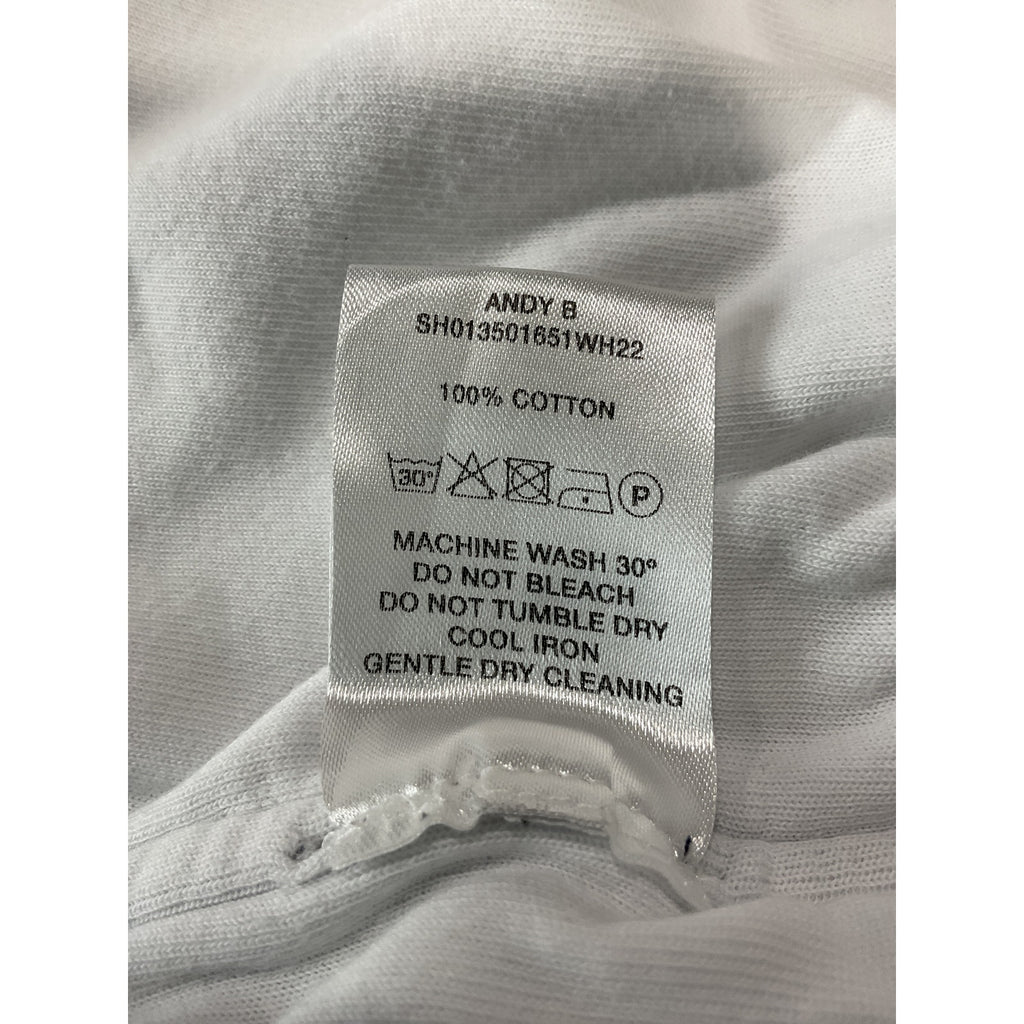 ANDY B
SH013501651WH22
100% COTTON
30° P
MACHINE WASH 30°
DO NOT BLEACH
DO NOT TUMBLE DRY
COOL IRON
GENTLE DRY CLEANING